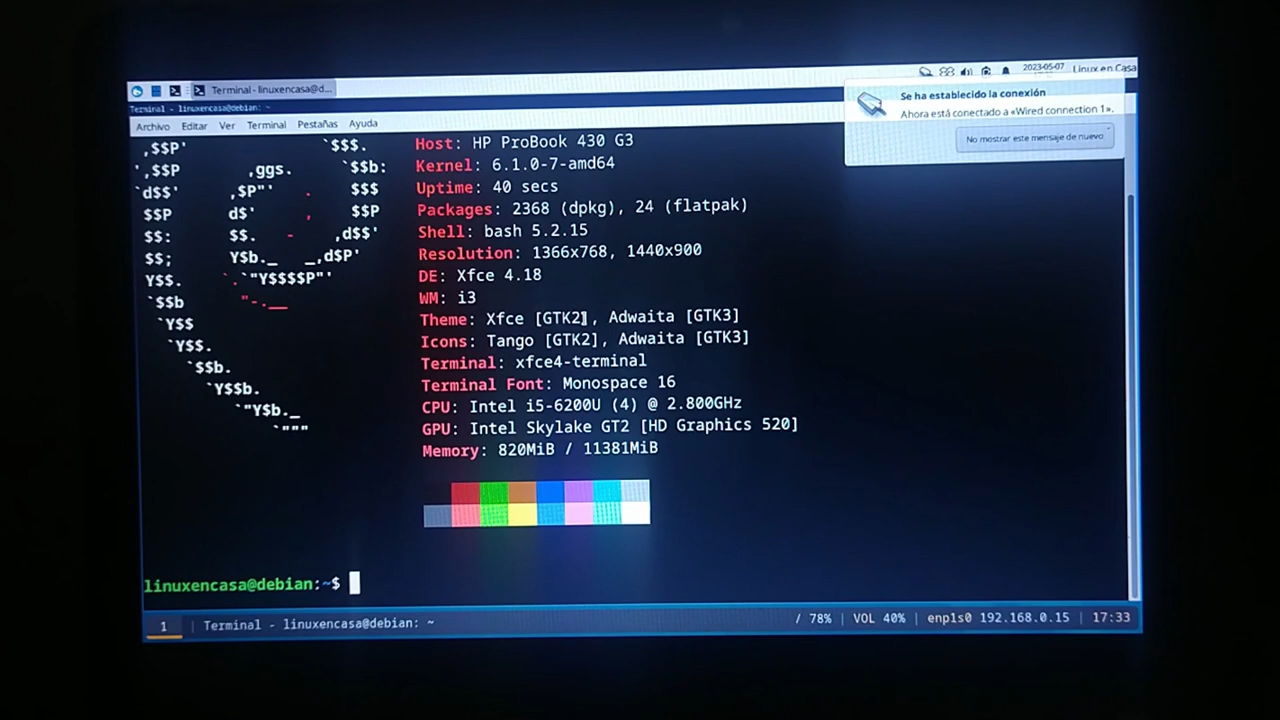 Terminal - linuxencasa@d...
2023-05-07
Linux en Casa
Terminal - linuxencasa@debian: ~
Se ha establecido la conexión
Ahora está conectado a «Wired connection 1».
No mostrar este mensaje de nuevo
Archivo Editar Ver Terminal Pestañas Ayuda
Host: HP ProBook 430 G3
Kernel: 6.1.0-7-amd64
Uptime: 40 secs
Packages: 2368 (dpkg), 24 (flatpak)
Shell: bash 5.2.15
Resolution: 1366x768, 1440x900
DE: Xfce 4.18
WM: i3
Theme: Xfce [GTK2], Adwaita [GTK3]
Icons: Tango [GTK2], Adwaita [GTK3]
Terminal: xfce4-terminal
Terminal Font: Monospace 16
CPU: Intel i5-6200U (4) @ 2.800GHz
GPU: Intel Skylake GT2 [HD Graphics 520]
Memory: 820MiB / 11381MiB
linuxencasa@debian:~$
1 | Terminal - linuxencasa@debian: ~
/ 78% | VOL 40% | enp1s0 192.168.0.15 | 17:33